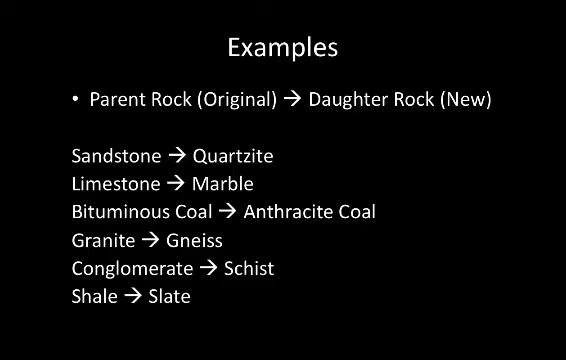 Examples
• Parent Rock (Original) → Daughter Rock (New)
Sandstone → Quartzite
Limestone → Marble
Bituminous Coal → Anthracite Coal
Granite → Gneiss
Conglomerate → Schist
Shale → Slate